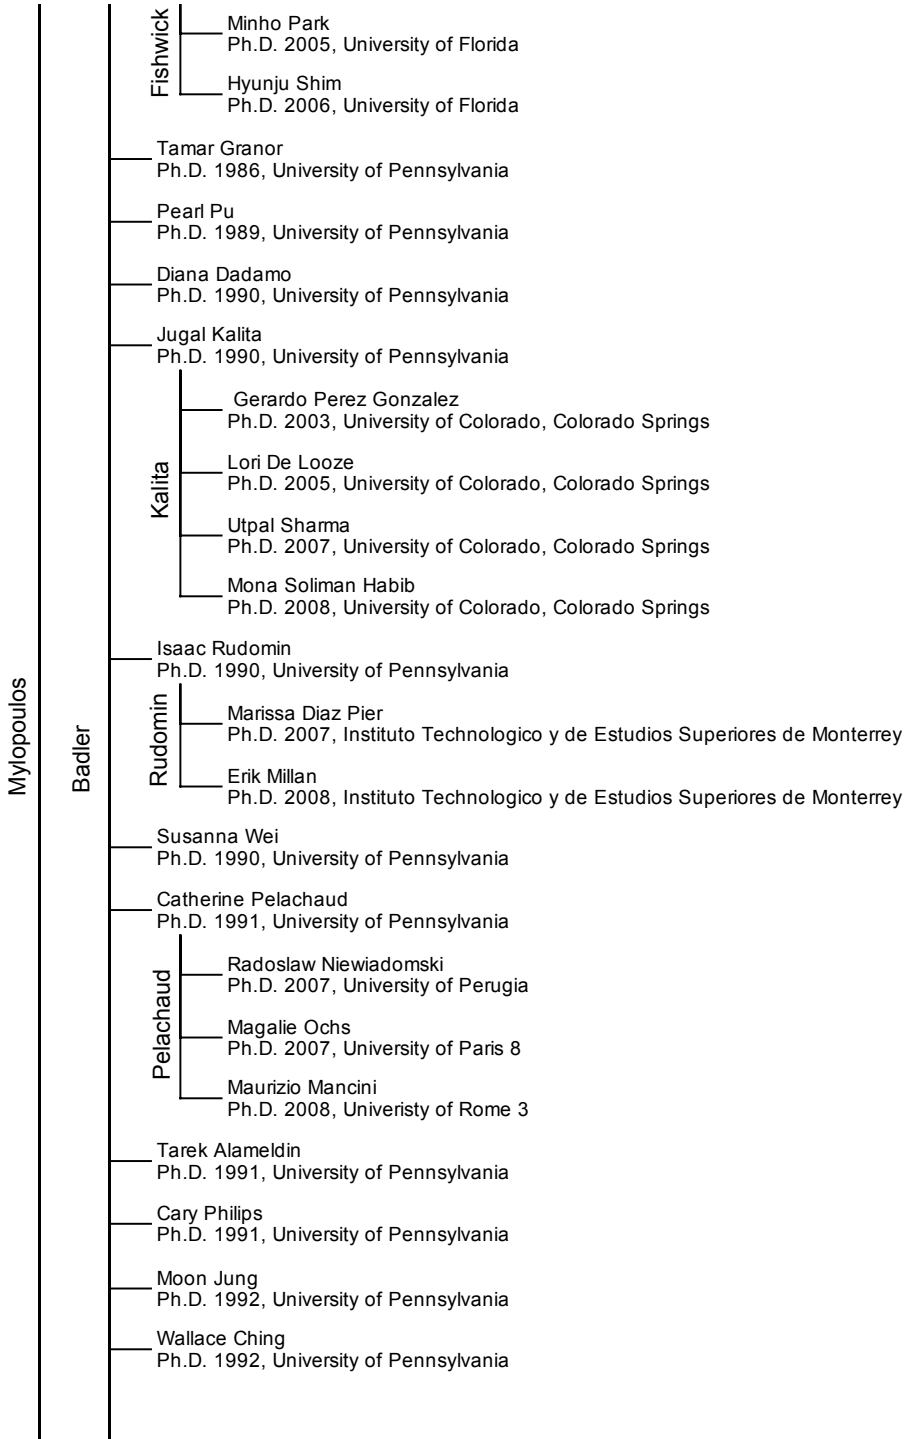 Mylopoulos
Badler
Fishwick
Minho Park
Ph.D. 2005, University of Florida
Hyunju Shim
Ph.D. 2006, University of Florida
Tamar Granor
Ph.D. 1986, University of Pennsylvania
Pearl Pu
Ph.D. 1989, University of Pennsylvania
Diana Dadamo
Ph.D. 1990, University of Pennsylvania
Jugal Kalita
Ph.D. 1990, University of Pennsylvania
Kalita
Gerardo Perez Gonzalez
Ph.D. 2003, University of Colorado, Colorado Springs
Lori De Looze
Ph.D. 2005, University of Colorado, Colorado Springs
Utpal Sharma
Ph.D. 2007, University of Colorado, Colorado Springs
Mona Soliman Habib
Ph.D. 2008, University of Colorado, Colorado Springs
Isaac Rudomin
Ph.D. 1990, University of Pennsylvania
Rudomin
Marissa Diaz Pier
Ph.D. 2007, Instituto Technologico y de Estudios Superiores de Monterrey
Erik Millan
Ph.D. 2008, Instituto Technologico y de Estudios Superiores de Monterrey
Susanna Wei
Ph.D. 1990, University of Pennsylvania
Catherine Pelachaud
Ph.D. 1991, University of Pennsylvania
Pelachaud
Radoslaw Niewiadomski
Ph.D. 2007, University of Perugia
Magalie Ochs
Ph.D. 2007, University of Paris 8
Maurizio Mancini
Ph.D. 2008, Univeristy of Rome 3
Tarek Alameldin
Ph.D. 1991, University of Pennsylvania
Cary Philips
Ph.D. 1991, University of Pennsylvania
Moon Jung
Ph.D. 1992, University of Pennsylvania
Wallace Ching
Ph.D. 1992, University of Pennsylvania